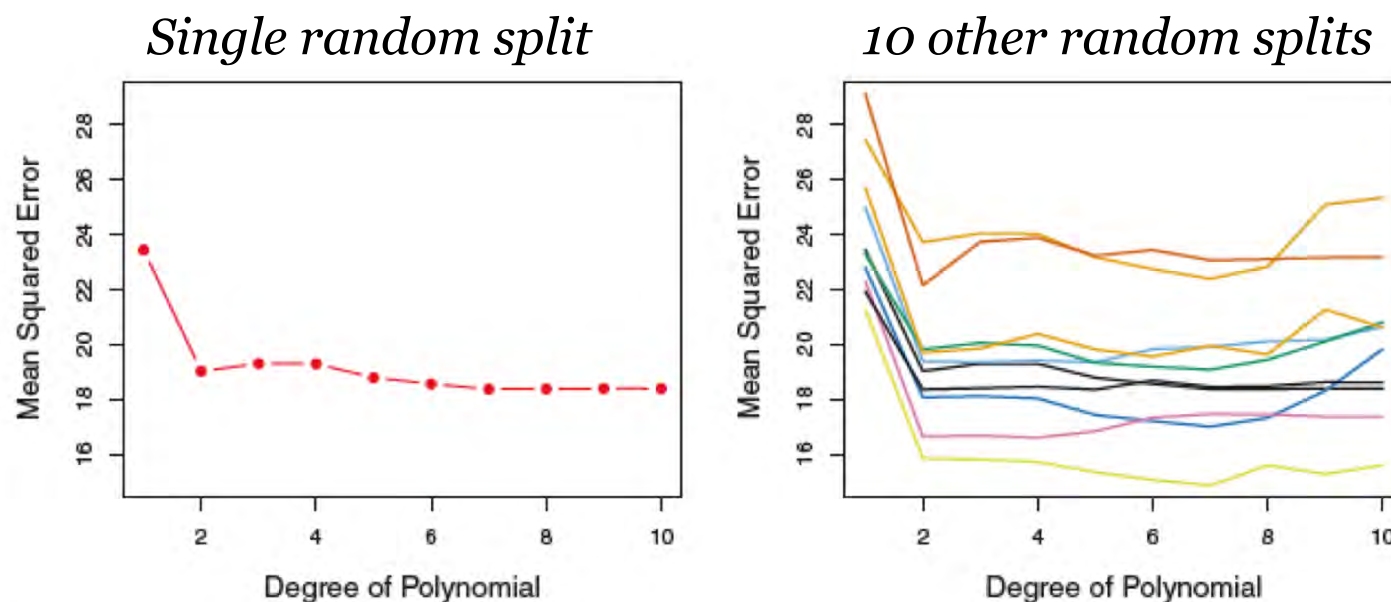 Single random split
28
26
24
22
20
18
16
Mean Squared Error
2 4 6 8 10
Degree of Polynomial
10 other random splits
28
26
24
22
20
18
16
Mean Squared Error
2 4 6 8 10
Degree of Polynomial